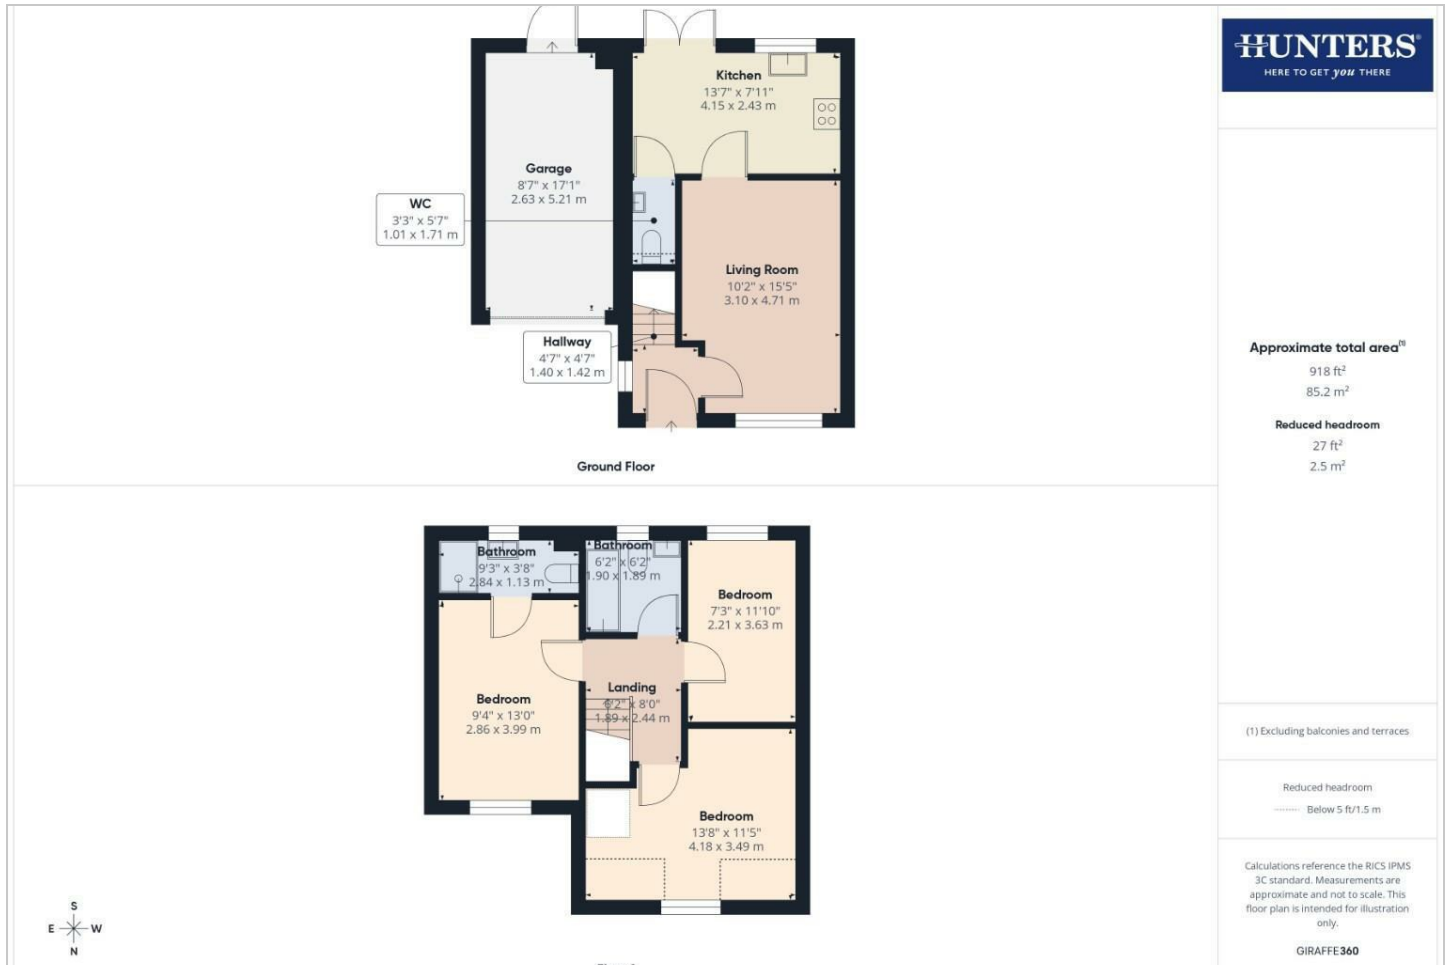 Kitchen
13'7" x 7'11"
4.15 x 2.43 m
Garage
8'7" x 17'1"
2.63 x 5.21 m
WC
3'3" x 5'7"
1.01 x 1.71 m
Living Room
10'2" x 15'5"
3.10 x 4.71 m
Hallway
4'7" x 4'7"
1.40 x 1.42 m
Ground Floor
Bathroom
9'3" x 3'8"
2.84 x 1.13 m
Bathroom
6'2" x 6'2"
1.90 x 1.89 m
Bedroom
7'3" x 11'10"
2.21 x 3.63 m
Landing
6'2" x 8'0"
1.89 x 2.44 m
Bedroom
9'4" x 13'0"
2.86 x 3.99 m
Bedroom
13'8" x 11'5"
4.18 x 3.49 m
S
E W
N
HUNTERS®
HERE TO GET you THERE
Approximate total area(1)
918 ft²
85.2 m²
Reduced headroom
27 ft²
2.5 m²
(1) Excluding balconies and terraces
Reduced headroom
Below 5 ft/1.5 m
Calculations reference the RICS IPMS
3C standard. Measurements are
approximate and not to scale. This
floor plan is intended for illustration
only.
GIRAFFE360